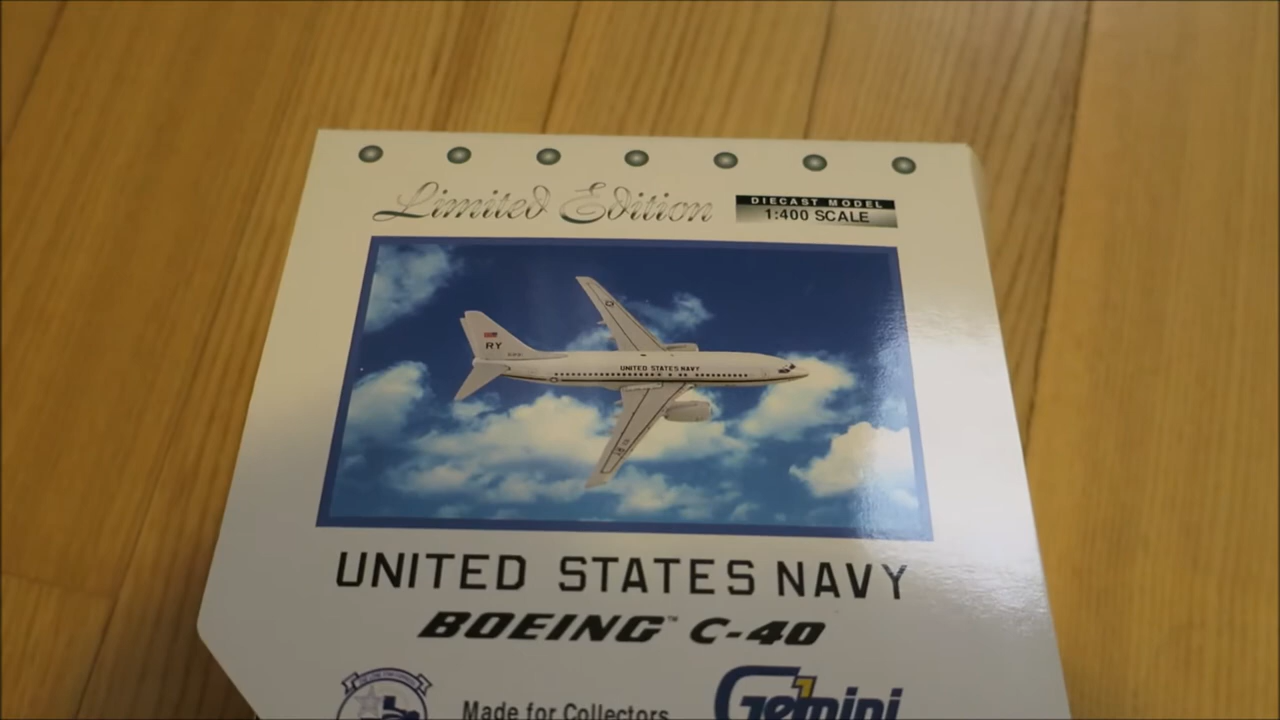 Limited Edition
DIECAST MODEL
1:400 SCALE
RY
UNITED STATES NAVY
UNITED STATES NAVY
BOEING™ C-40
Made for Collectors
Gemini